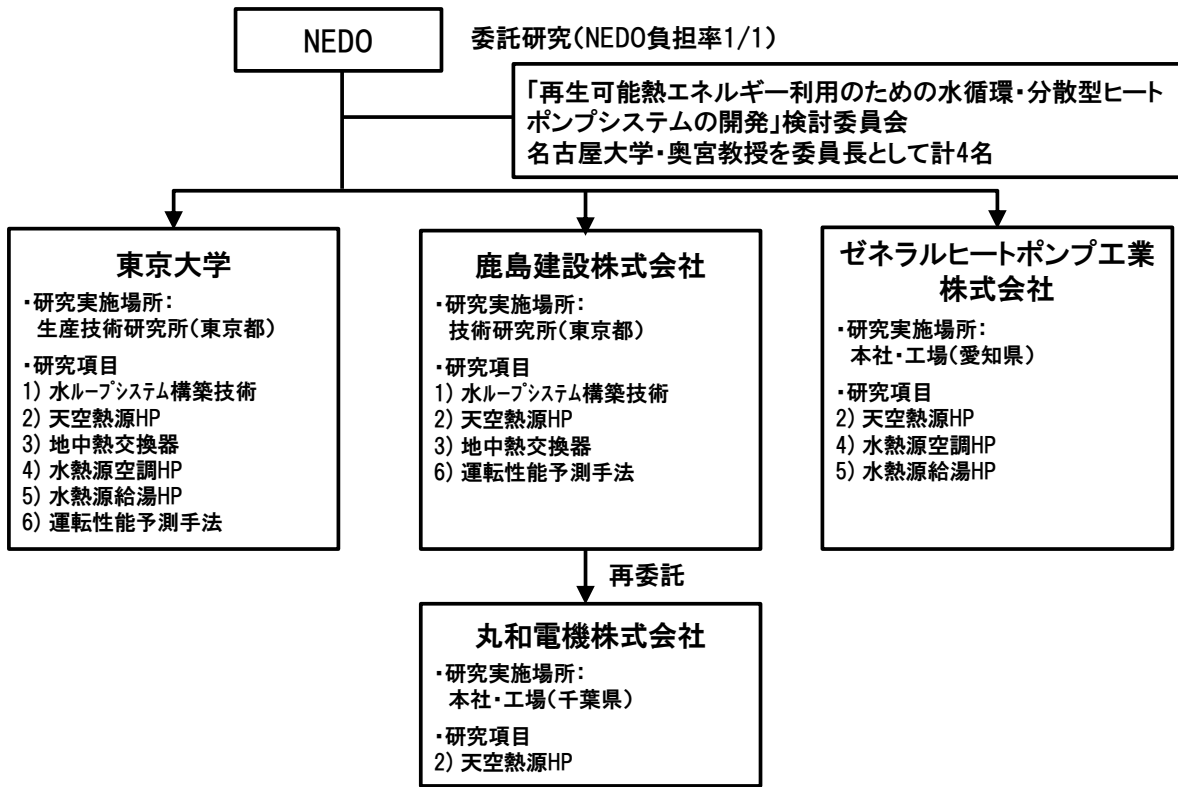 NEDO
委託研究(NEDO負担率1/1)
「再生可能熱エネルギー利用のための水循環・分散型ヒート
ポンプシステムの開発」検討委員会
名古屋大学・奥宮教授を委員長として計4名
東京大学
・研究実施場所:
生産技術研究所(東京都)
・研究項目
1) 水ﾙｰﾌﾟｼｽﾃﾑ構築技術
2) 天空熱源HP
3) 地中熱交換器
4) 水熱源空調HP
5) 水熱源給湯HP
6) 運転性能予測手法
鹿島建設株式会社
・研究実施場所:
技術研究所(東京都)
・研究項目
1) 水ﾙｰﾌﾟｼｽﾃﾑ構築技術
2) 天空熱源HP
3) 地中熱交換器
6) 運転性能予測手法
ゼネラルヒートポンプ工業
株式会社
・研究実施場所:
本社・工場(愛知県)
・研究項目
2) 天空熱源HP
4) 水熱源空調HP
5) 水熱源給湯HP
再委託
丸和電機株式会社
・研究実施場所:
本社・工場(千葉県)
・研究項目
2) 天空熱源HP